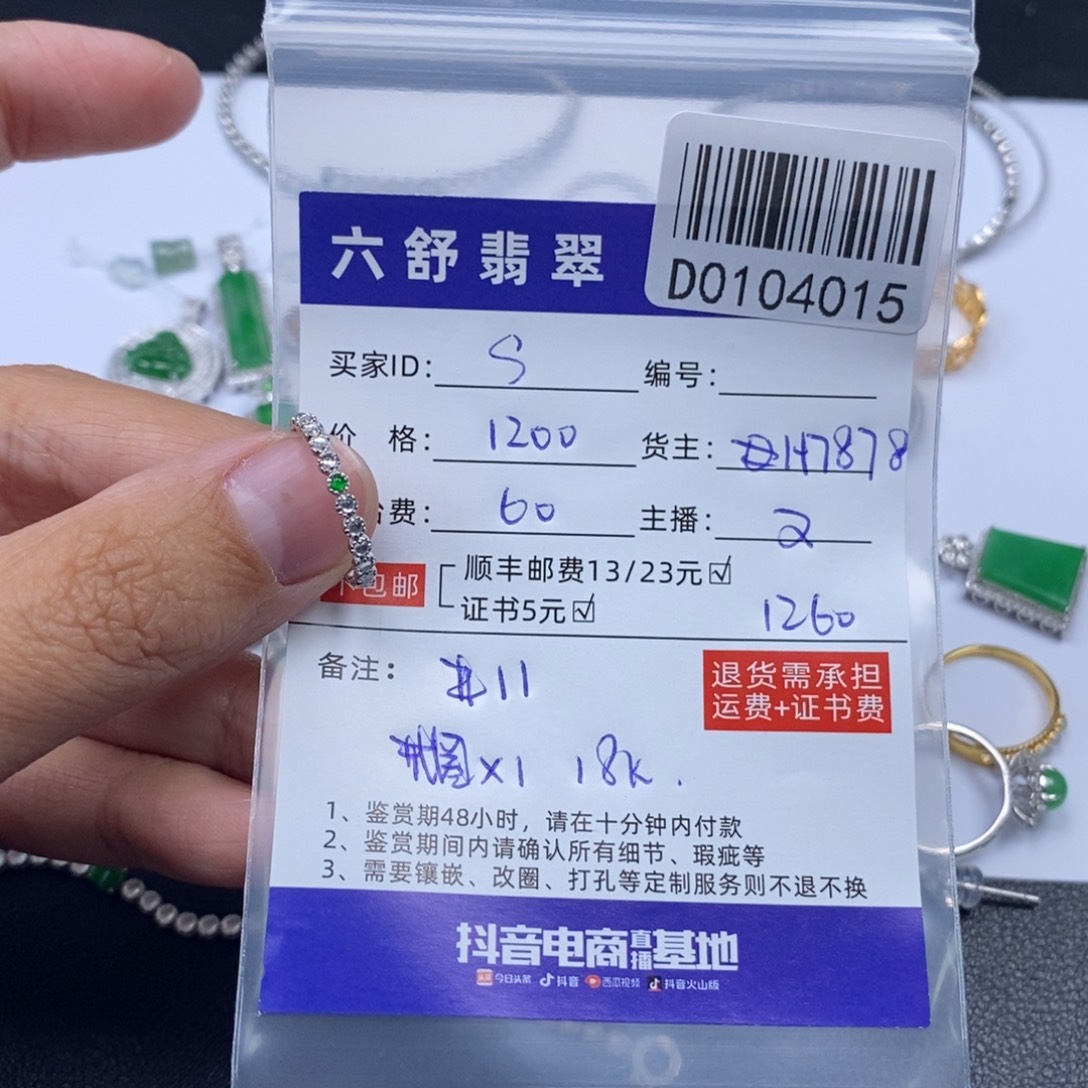 六舒翡翠
D0104015
买家ID: S 编号:
价 格: 1200 货主: H7878
费: 60 主播: 2
包邮 顺丰邮费13/23元☑
证书5元☑ 1260
备注: 11
退货需承担
运费+证书费
×1 18k.
1、鉴赏期48小时，请在十分钟内付款
2、鉴赏期间内请确认所有细节、瑕疵等
3、需要镶嵌、改圈、打孔等定制服务则不退不换
抖音电商直播基地
今日头条 抖音 西瓜视频 抖音火山版